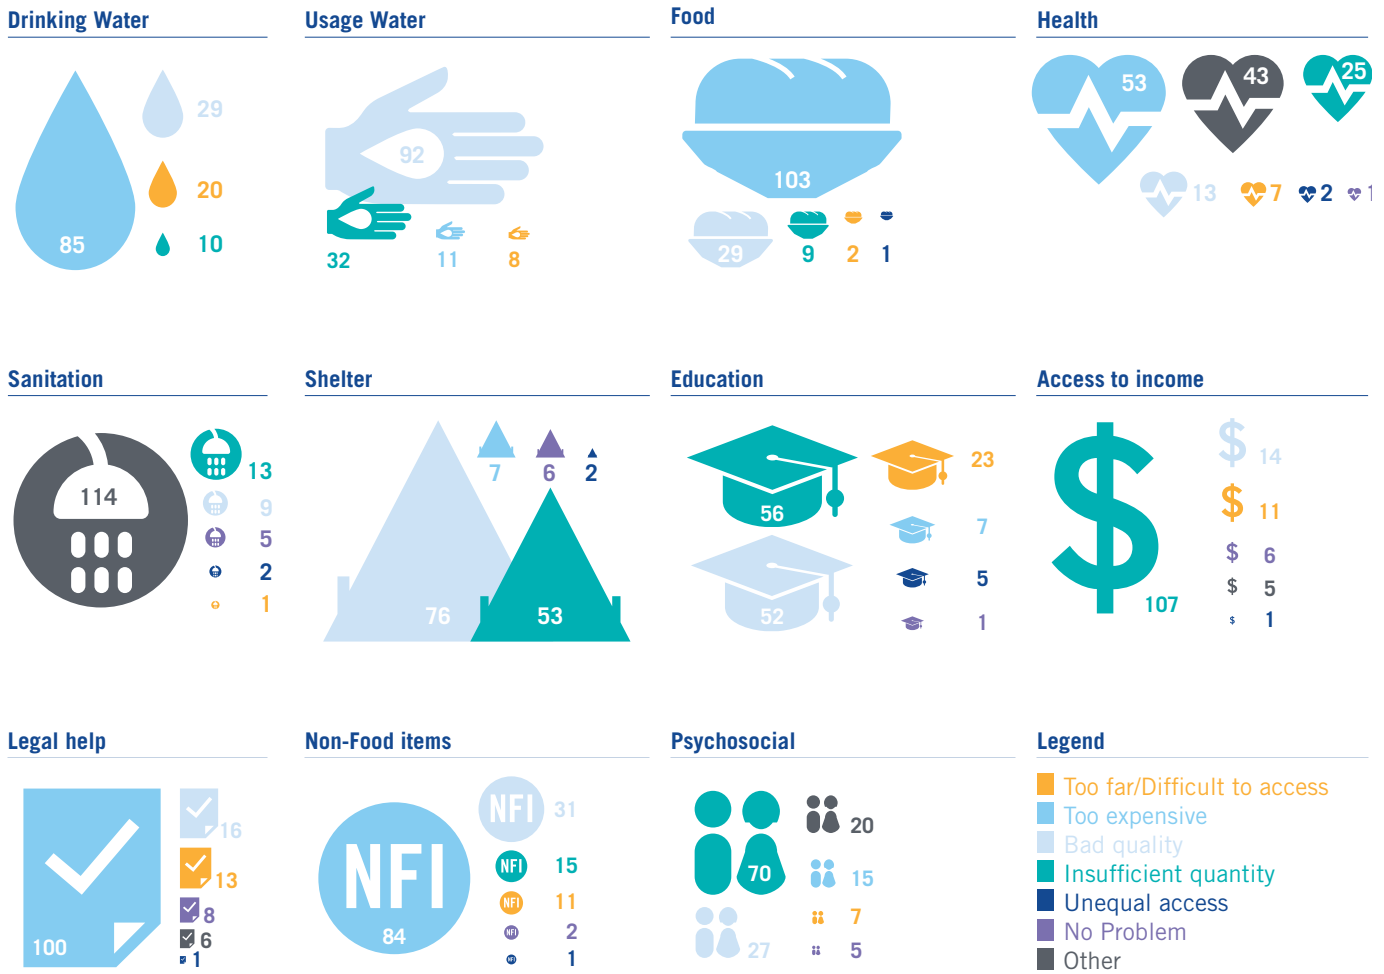 Drinking Water
85
29
20
10
Usage Water
92
32
11
8
Food
103
29
9
2
1
Health
53
43
25
13
7
2
1
Sanitation
114
13
9
5
2
1
Shelter
76
53
7
6
2
Education
56
52
23
7
5
1
Access to income
107
14
11
6
5
1
Legal help
100
16
13
8
6
1
Non-Food items
NFI
84
NFI
31
NFI
15
NFI
11
NFI
2
NFI
1
Psychosocial
70
27
20
15
7
5
Legend
Too far/Difficult to access
Too expensive
Bad quality
Insufficient quantity
Unequal access
No Problem
Other